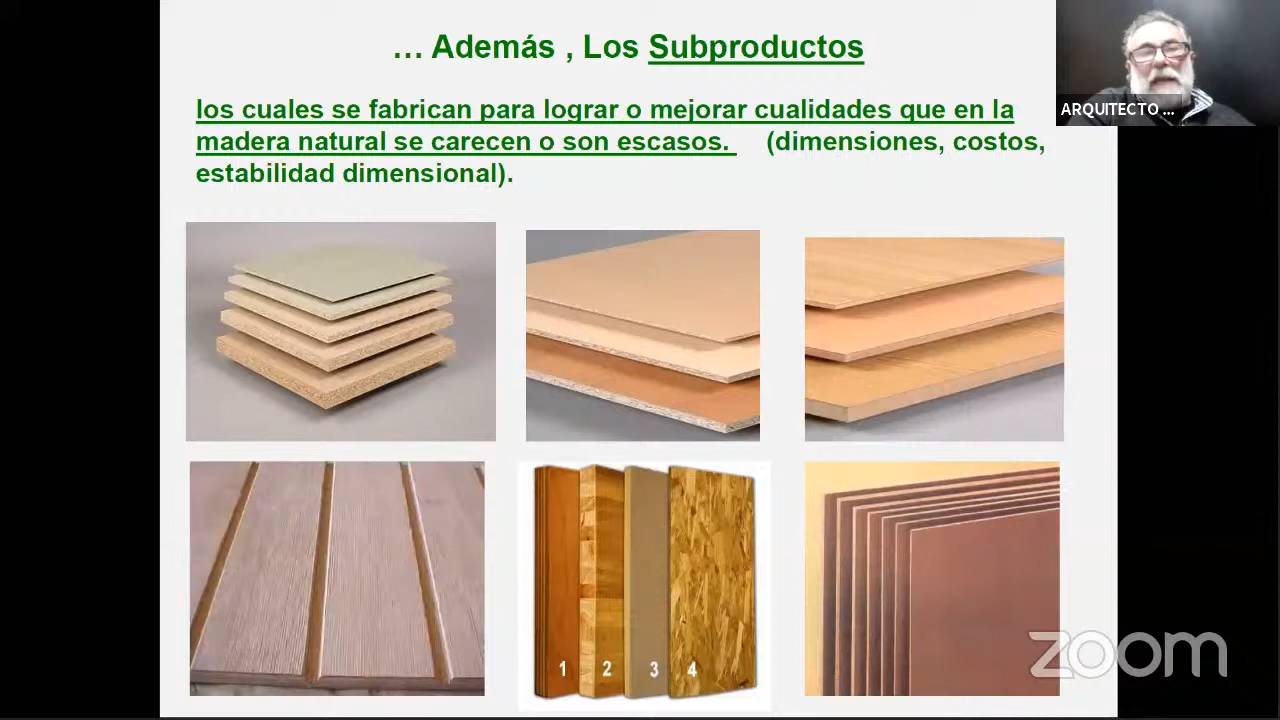 ... Además , Los Subproductos
los cuales se fabrican para lograr o mejorar cualidades que en la
madera natural se carecen o son escasos. (dimensiones, costos,
estabilidad dimensional).
ARQUITECTO ...
1 2 3 4
zoom